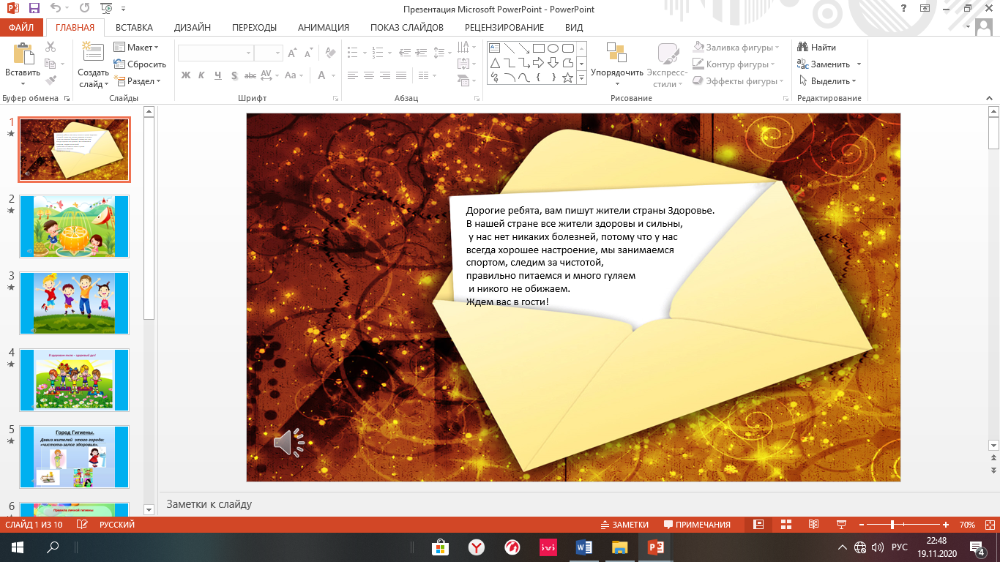 Презентация Microsoft PowerPoint - PowerPoint
ФАЙЛ ГЛАВНАЯ ВСТАВКА ДИЗАЙН ПЕРЕХОДЫ АНИМАЦИЯ ПОКАЗ СЛАЙДОВ РЕЦЕНЗИРОВАНИЕ ВИД
Вставить
Буфер обмена
Создать слайд
Макет
Сбросить
Раздел
Слайды
Ж К Ч S abc AV Aa A
Шрифт
Абзац
Упорядочить
Экспресс-стили
Заливка фигуры
Контур фигуры
Эффекты фигуры
Рисование
Найти
Заменить
Выделить
Редактирование
1
2
3
4
В здоровом теле – здоровый дух!
5
Город Гигиены.
Девиз жителей этого города:
«чистота-залог здоровья».
6
Правила личной гигиены
Дорогие ребята, вам пишут жители страны Здоровье.
В нашей стране все жители здоровы и сильны,
у нас нет никаких болезней, потому что у нас
всегда хорошее настроение, мы занимаемся
спортом, следим за чистотой,
правильно питаемся и много гуляем
и никого не обижаем.
Ждем вас в гости!
Заметки к слайду
СЛАЙД 1 ИЗ 10 РУССКИЙ ЗАМЕТКИ ПРИМЕЧАНИЯ 70%
ivi РУС 22:48
19.11.2020
4